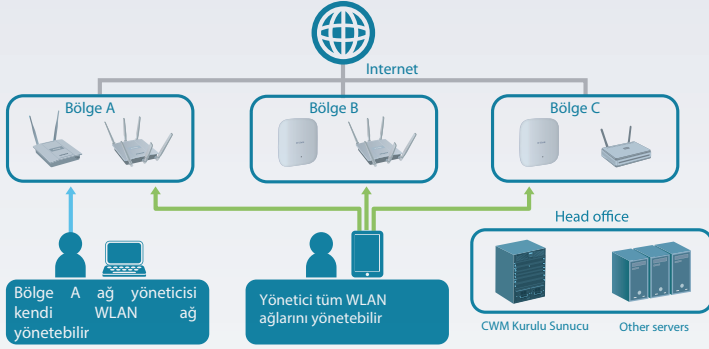 Internet
Bölge A
Bölge B
Bölge C
Head office
Bölge A ağ yöneticisi
kendi WLAN ağ
yönetebilir
Yönetici tüm WLAN
ağlarını yönetebilir
CWM Kurulu Sunucu
Other servers